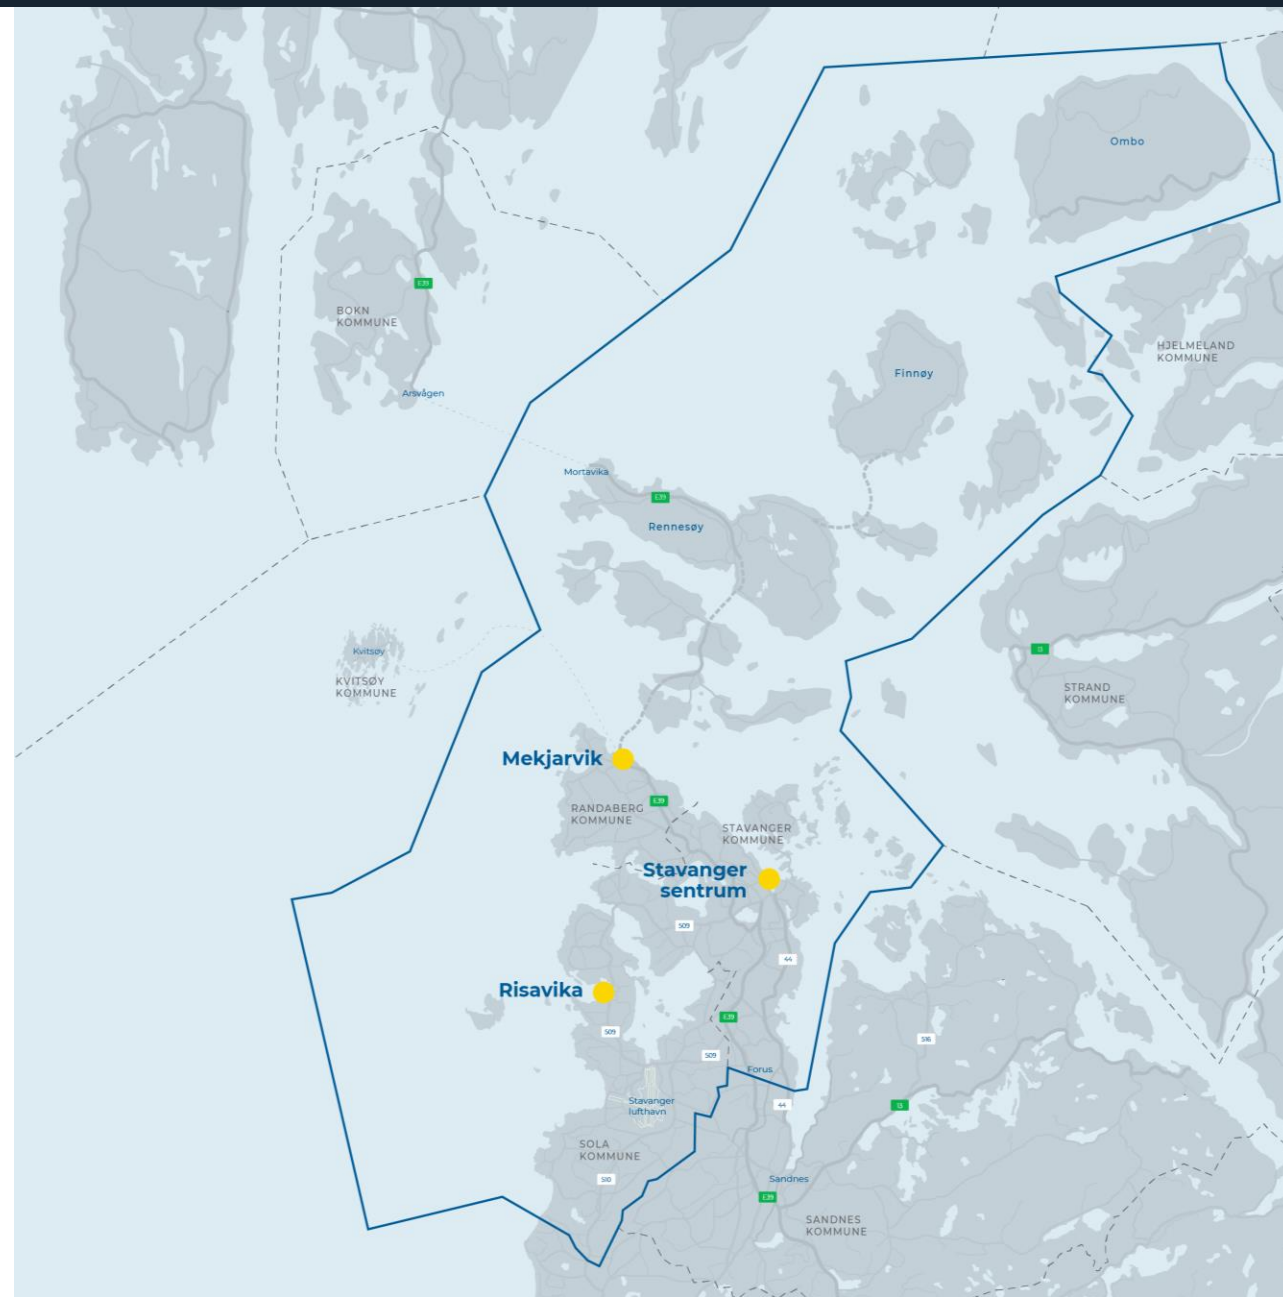 Ombo
E39
BOKN
KOMMUNE
HJELMELAND
KOMMUNE
Finnøy
Arsvågen
Mortavika
E39
Rennesøy
Kvitsøy
KVITSØY
KOMMUNE
13
STRAND
KOMMUNE
Mekjarvik
E39
RANDABERG
KOMMUNE
STAVANGER
KOMMUNE
Stavanger
sentrum
509
44
Risavika
E39
509
509
516
Forus
Stavanger
lufthavn
44
13
SOLA
KOMMUNE
510
Sandnes
E39
SANDNES
KOMMUNE